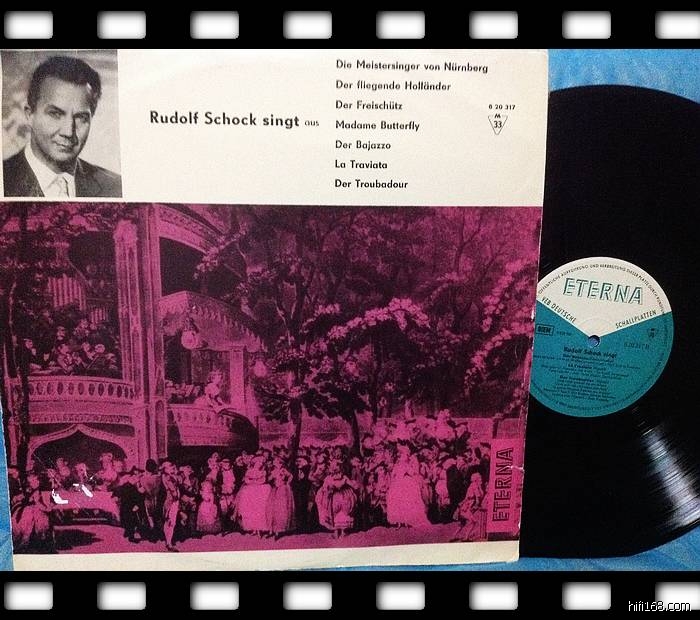 Rudolf Schock singt aus
Die Meistersinger von Nürnberg
Der fliegende Holländer
Der Freischütz
Madame Butterfly
Der Bajazzo
La Traviata
Der Troubadour
8 20 317
M
33
ETERNA
ETERNA
VEB DEUTSCHE
SCHALLPLATTEN
Rudolf Schock singt
hifi168.com